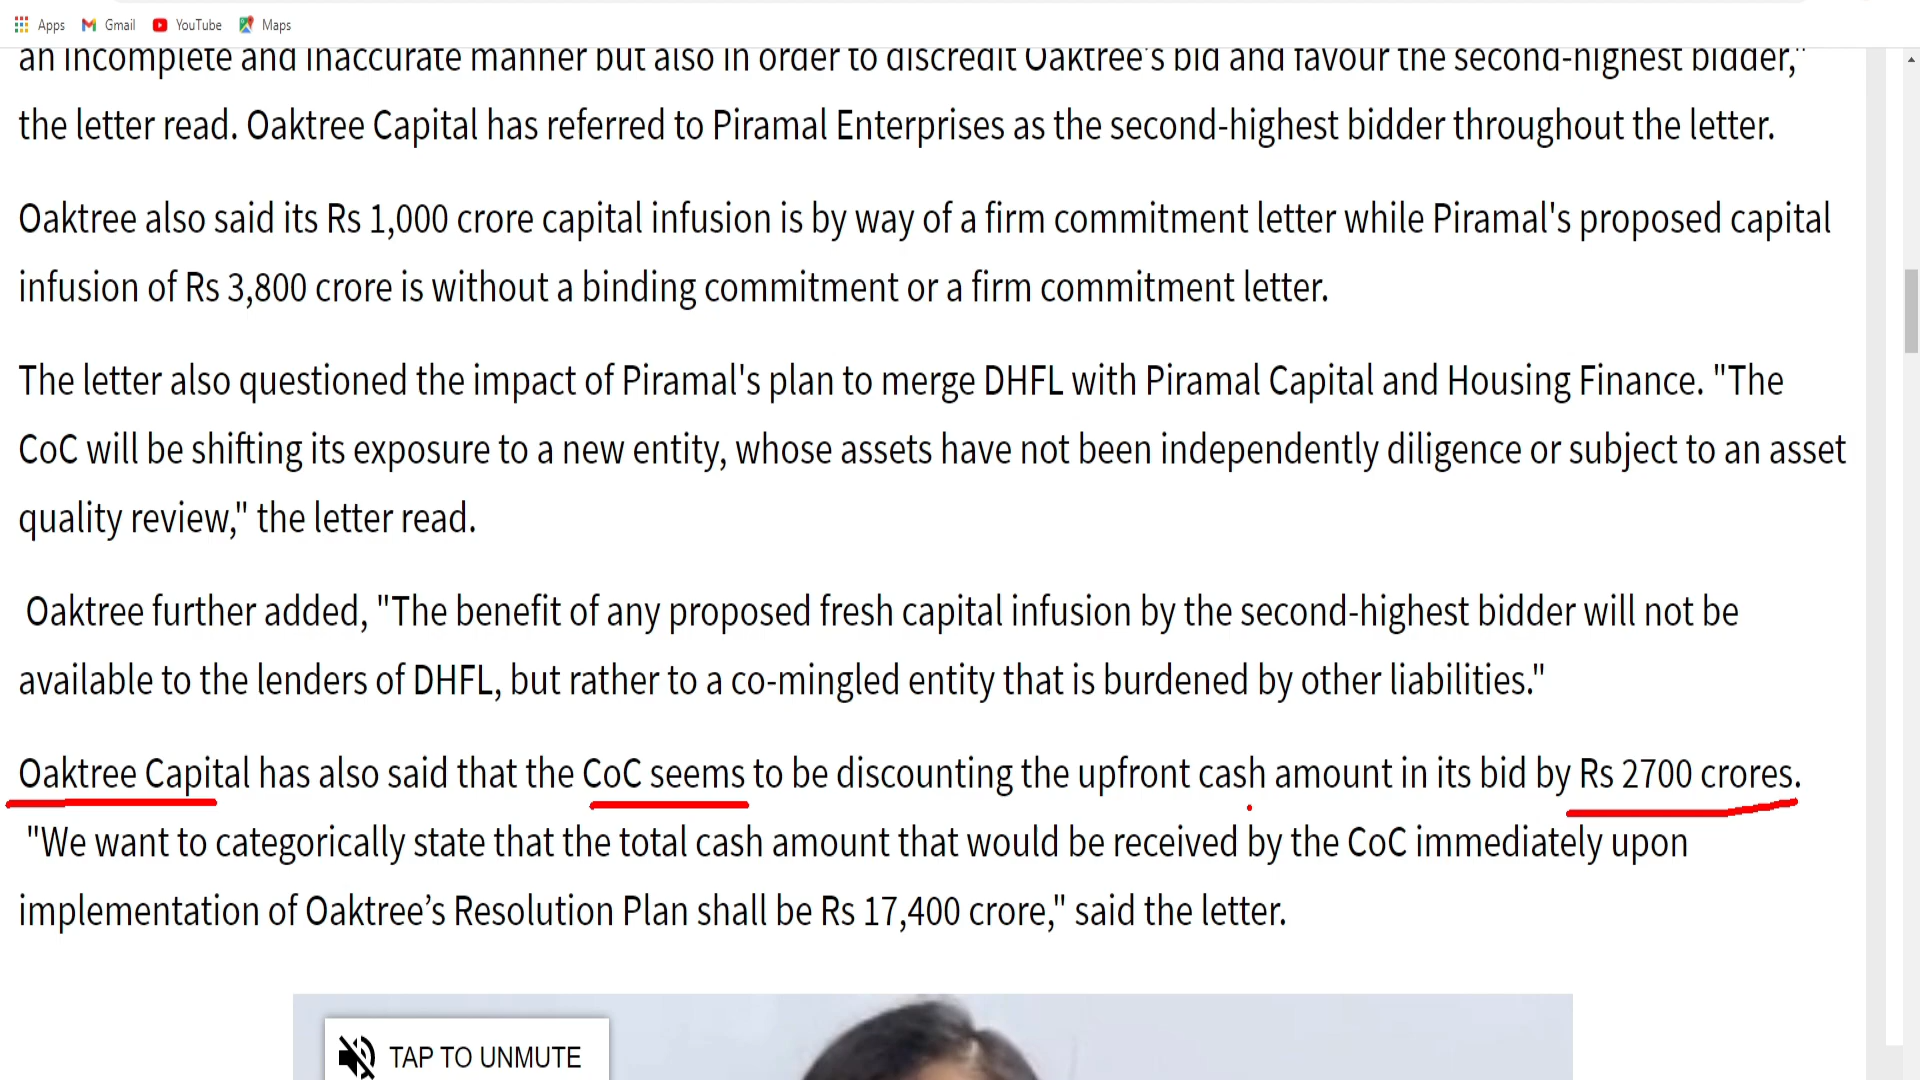 Apps Gmail YouTube Maps
an incomplete and inaccurate manner but also in order to discredit Oaktree's bid and favour the second-highest bidder,"
the letter read. Oaktree Capital has referred to Piramal Enterprises as the second-highest bidder throughout the letter.
Oaktree also said its Rs 1,000 crore capital infusion is by way of a firm commitment letter while Piramal's proposed capital
infusion of Rs 3,800 crore is without a binding commitment or a firm commitment letter.
The letter also questioned the impact of Piramal's plan to merge DHFL with Piramal Capital and Housing Finance. "The
CoC will be shifting its exposure to a new entity, whose assets have not been independently diligence or subject to an asset
quality review," the letter read.
Oaktree further added, "The benefit of any proposed fresh capital infusion by the second-highest bidder will not be
available to the lenders of DHFL, but rather to a co-mingled entity that is burdened by other liabilities."
Oaktree Capital has also said that the CoC seems to be discounting the upfront cash amount in its bid by Rs 2700 crores.
"We want to categorically state that the total cash amount that would be received by the CoC immediately upon
implementation of Oaktree’s Resolution Plan shall be Rs 17,400 crore," said the letter.
TAP TO UNMUTE